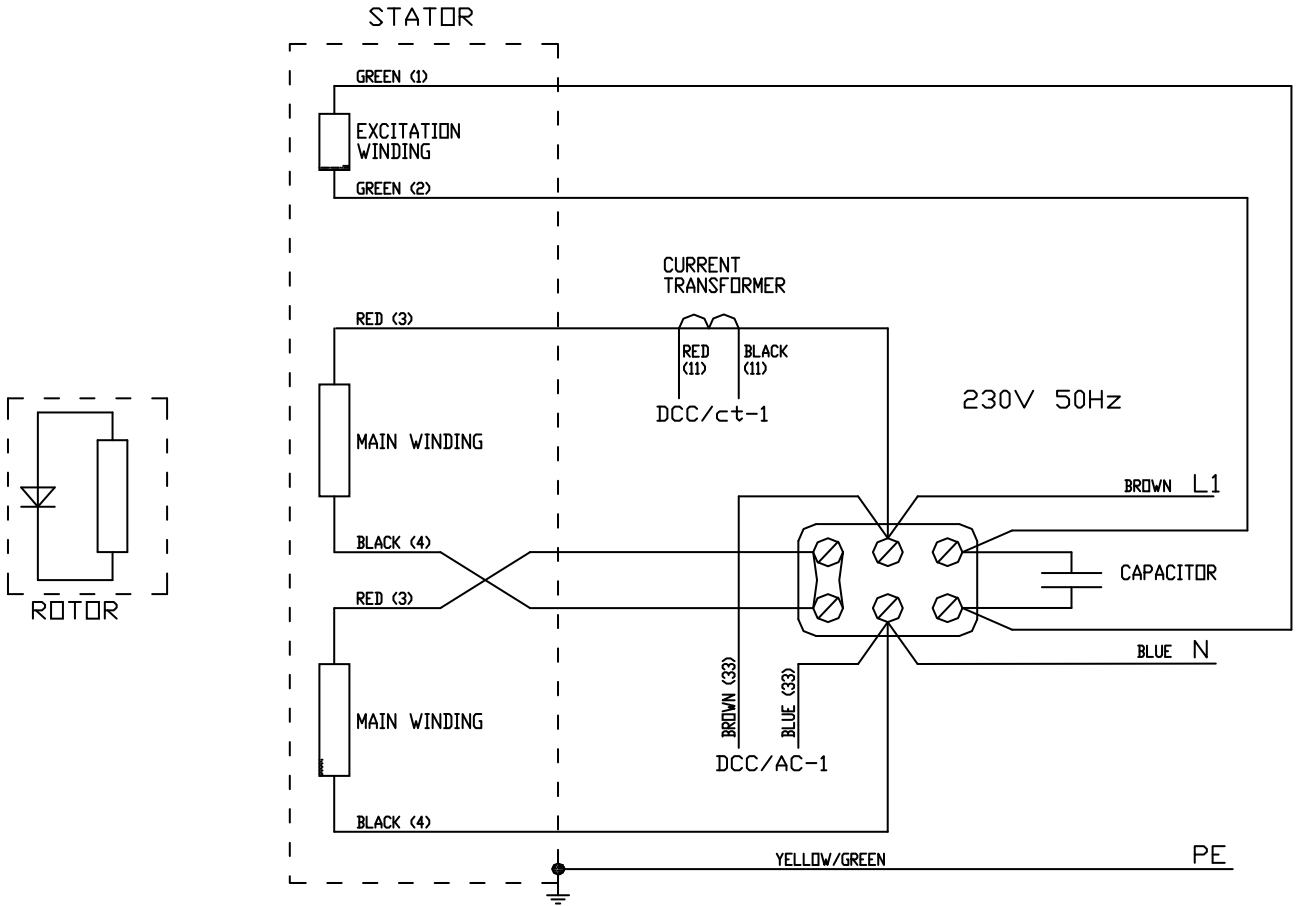 STATOR
GREEN (1)
EXCITATION
WINDING
GREEN (2)
CURRENT
TRANSFORMER
RED (3)
RED
(11)
BLACK
(11)
DCC/ct-1
230V 50Hz
MAIN WINDING
BROWN L1
BLACK (4)
CAPACITOR
RED (3)
ROTOR
BLUE N
BROWN (33)
BLUE (33)
MAIN WINDING
DCC/AC-1
BLACK (4)
YELLOW/GREEN PE